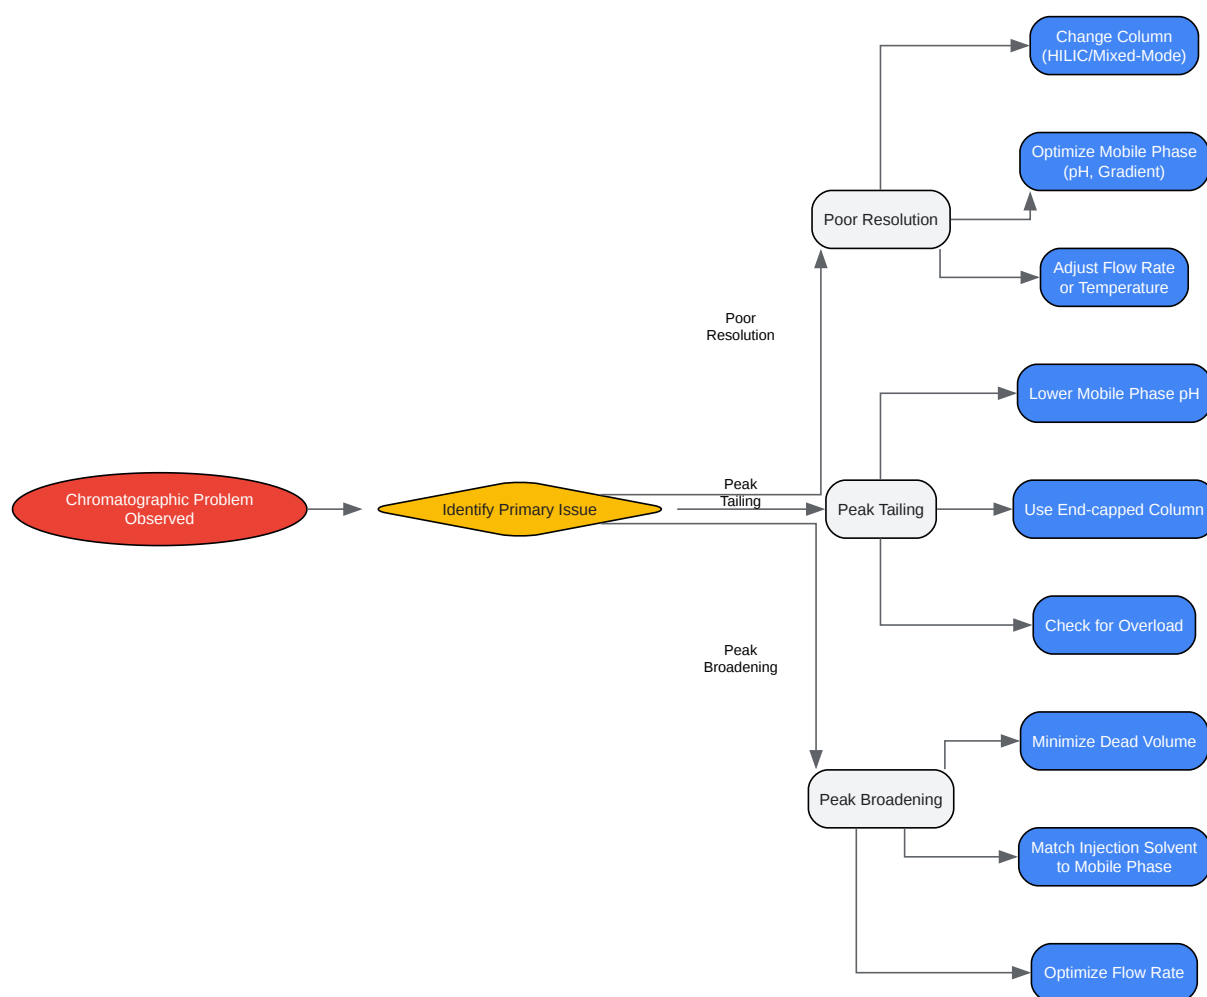 Change Column
(HILIC/Mixed-Mode)
Optimize Mobile Phase
(pH, Gradient)
Poor Resolution
Adjust Flow Rate
or Temperature
Poor
Resolution
Lower Mobile Phase pH
Chromatographic Problem
Observed
Identify Primary Issue
Peak
Tailing
Peak Tailing
Use End-capped Column
Check for Overload
Peak
Broadening
Minimize Dead Volume
Peak Broadening
Match Injection Solvent
to Mobile Phase
Optimize Flow Rate